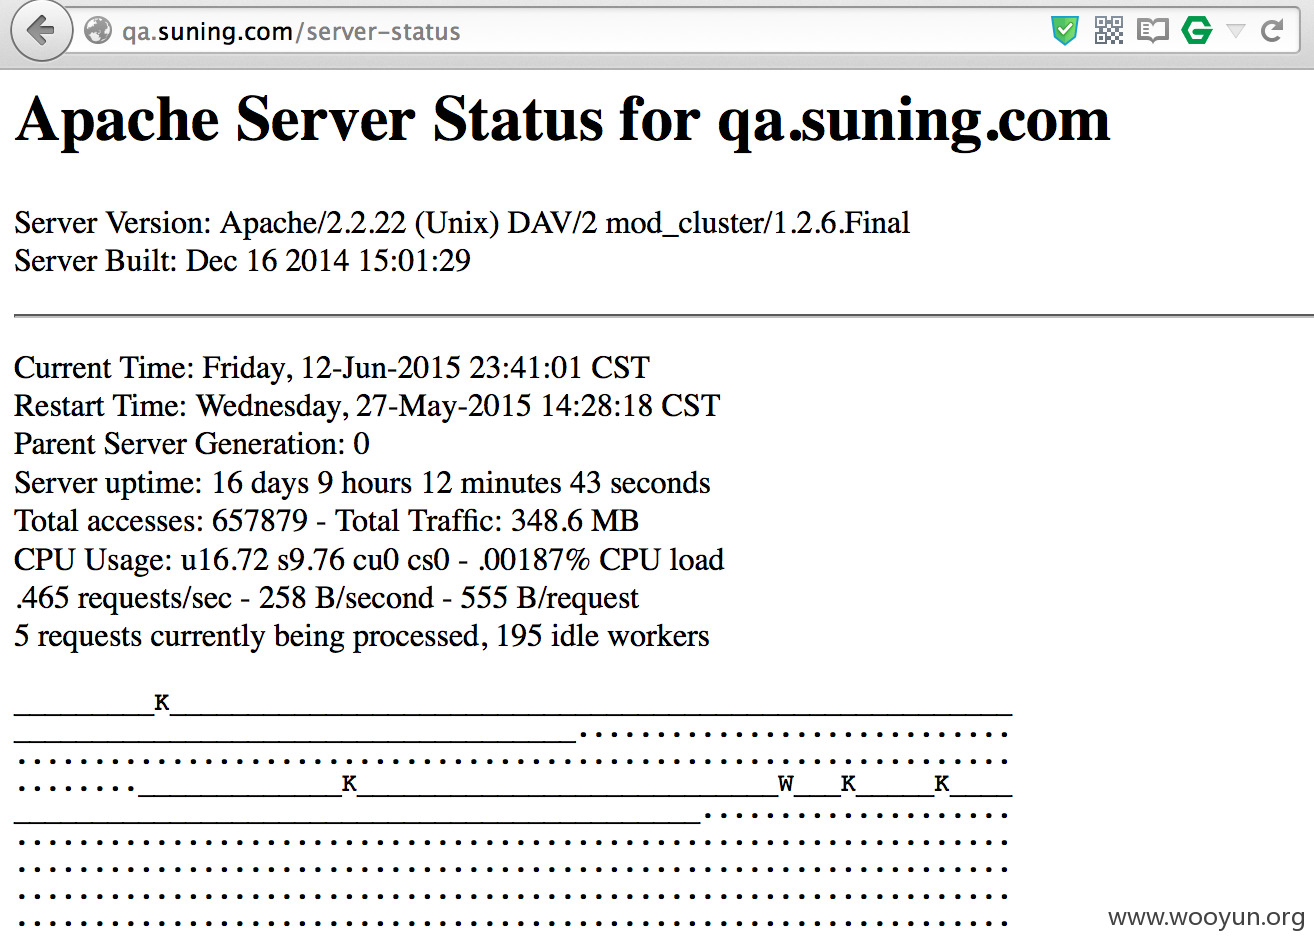 qa.suning.com/server-status
Apache Server Status for qa.suning.com
Server Version: Apache/2.2.22 (Unix) DAV/2 mod_cluster/1.2.6.Final
Server Built: Dec 16 2014 15:01:29
Current Time: Friday, 12-Jun-2015 23:41:01 CST
Restart Time: Wednesday, 27-May-2015 14:28:18 CST
Parent Server Generation: 0
Server uptime: 16 days 9 hours 12 minutes 43 seconds
Total accesses: 657879 - Total Traffic: 348.6 MB
CPU Usage: u16.72 s9.76 cu0 cs0 - .00187% CPU load
.465 requests/sec - 258 B/second - 555 B/request
5 requests currently being processed, 195 idle workers
_________K______________________________________________________
____________________________________............................
................................................................
........_____________K___________________________W___K_____K____
____________________________________________....................
................................................................
................................................................
................................................................
................................................................
www.wooyun.org